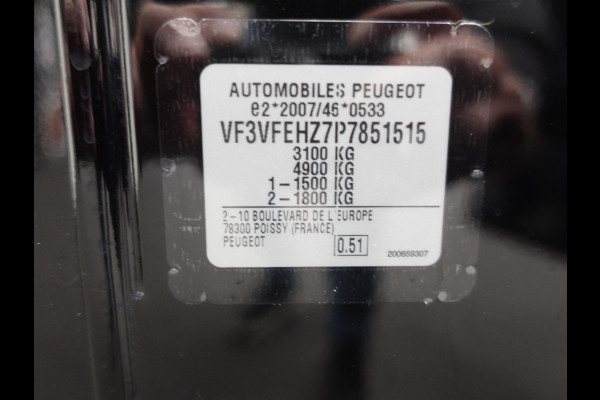 AUTOMOBILES PEUGEOT
e2*2007/46*0533
VF3VFEHZ7P7851515
3100 KG
4900 KG
1-1500 KG
2-1800 KG
2-10 BOULEVARD DE L'EUROPE
78300 POISSY (FRANCE)
PEUGEOT
0.51
200659307